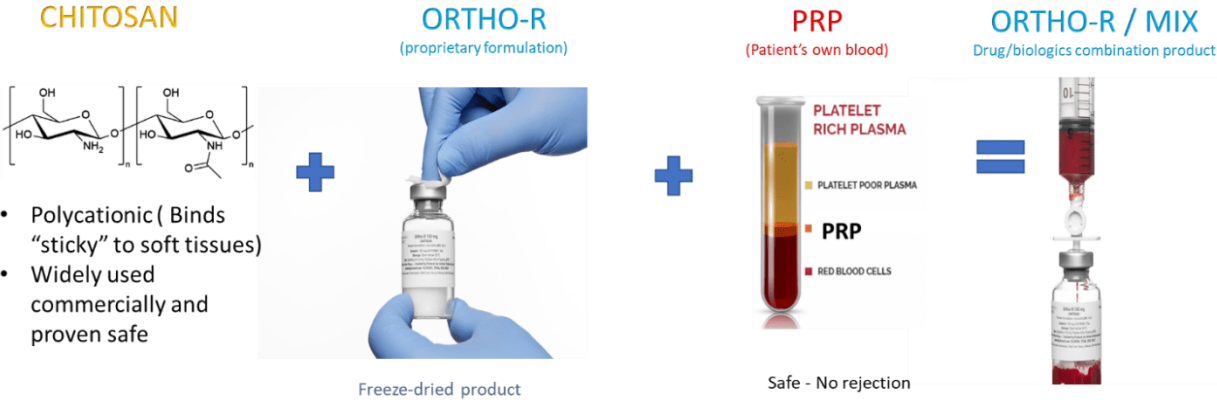 CHITOSAN
ORTHO-R
(proprietary formulation)
PRP
(Patient's own blood)
ORTHO-R / MIX
Drug/biologics combination product
OH
O
HO
NH2
n
OH
O
HO
NH
O
n
O
O
• Polycationic ( Binds
“sticky” to soft tissues)
• Widely used
commercially and
proven safe
Freeze-dried product
PLATELET
RICH PLASMA
PLATELET POOR PLASMA
PRP
RED BLOOD CELLS
Safe - No rejection
10